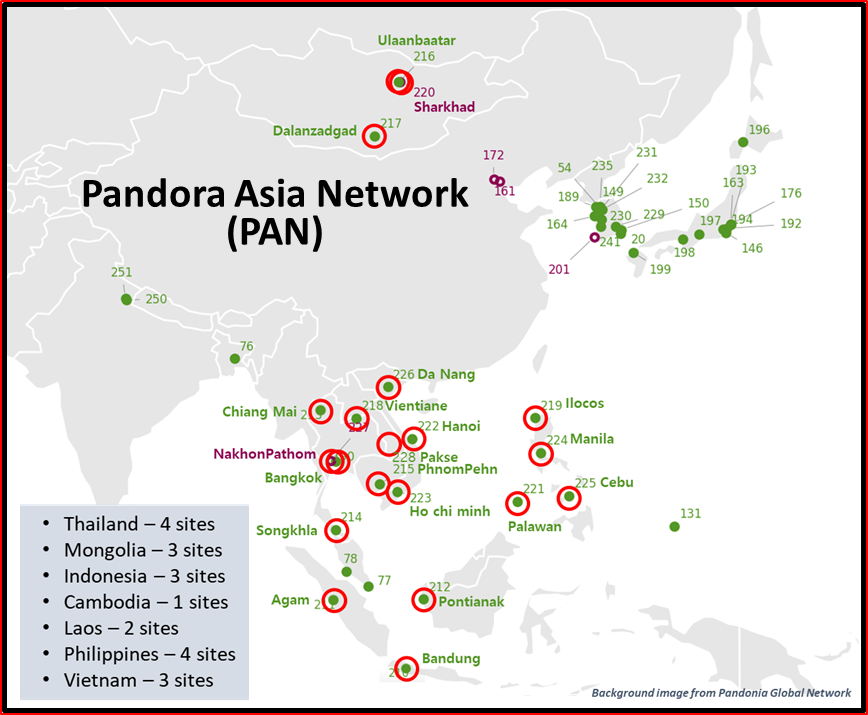 Ulaanbaatar
216
220
Sharkhad
Dalanzadgad
217
Pandora Asia Network
(PAN)
172
161
196
54
235
231
232
189
149
164
230
229
150
241
20
201
199
193
163
176
197
194
192
198
146
251
250
76
226 Da Nang
Chiang Mai
218 Vientiane
219 Ilocos
222 Hanoi
227
224 Manila
NakhonPathom
228 Pakse
Bangkok
215 PhnomPehn
225 Cebu
221
223
Ho chi minh
Palawan
131
214
Songkhla
78
77
212
Agam
Pontianak
Bandung
• Thailand – 4 sites
• Mongolia – 3 sites
• Indonesia – 3 sites
• Cambodia – 1 sites
• Laos – 2 sites
• Philippines – 4 sites
• Vietnam – 3 sites
Background image from Pandonia Global Network